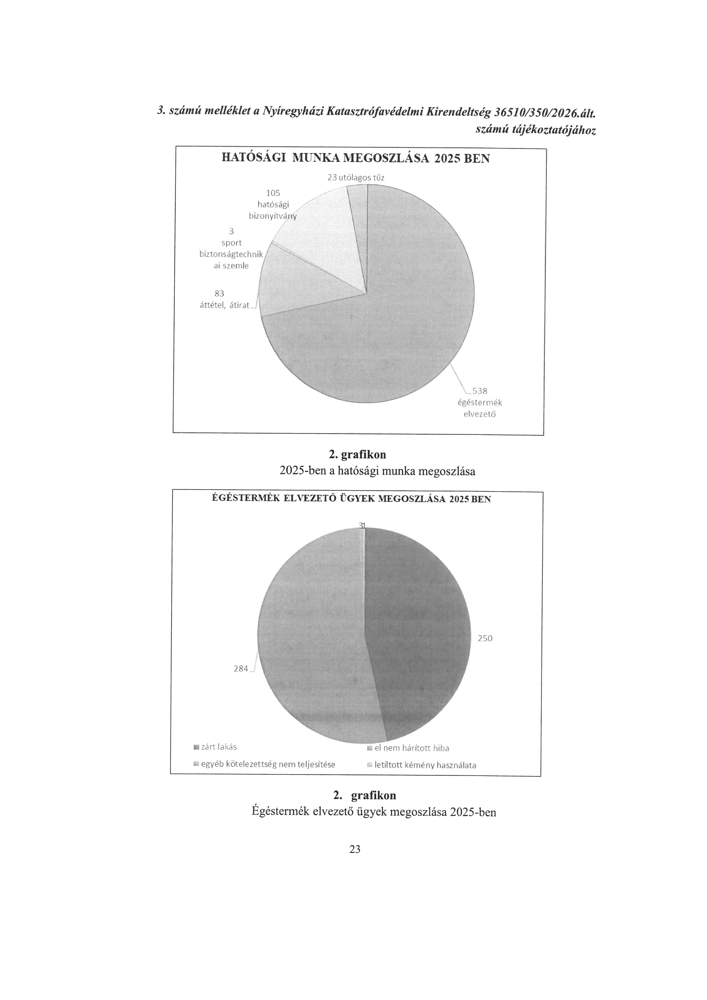 3. számú melléklet a Nyíregyházi Katasztrófavédelmi Kirendeltség 36510/350/2026.ált.
számú tájékoztatójához
HATÓSÁGI MUNKA MEGOSZLÁSA 2025 BEN
23 utólagos tűz
105
hatósági
bizonyítvány
3
sport
biztonságtechnik
ai szemle
83
áttétel, átirat
538
égéstermék
elvezető
2. grafikon
2025-ben a hatósági munka megoszlása
ÉGÉSTERMÉK ELVEZETŐ ÜGYEK MEGOSZLÁSA 2025 BEN
31
250
284
zárt lakás
el nem hárított hiba
egyéb kötelezettség nem teljesítése
letiltott kémény használata
2. grafikon
Égéstermék elvezető ügyek megoszlása 2025-ben
23